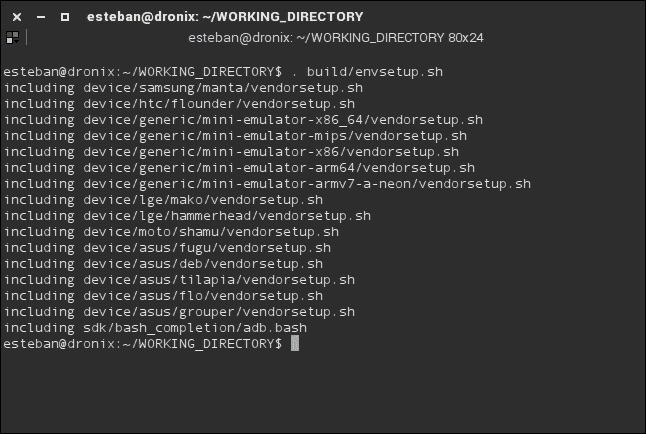 esteban@dronix: ~/WORKING_DIRECTORY
esteban@dronix: ~/WORKING_DIRECTORY 80x24
esteban@dronix:~/WORKING_DIRECTORY$ . build/envsetup.sh
including device/samsung/manta/vendorsetup.sh
including device/htc/flounder/vendorsetup.sh
including device/generic/mini-emulator-x86_64/vendorsetup.sh
including device/generic/mini-emulator-mips/vendorsetup.sh
including device/generic/mini-emulator-x86/vendorsetup.sh
including device/generic/mini-emulator-arm64/vendorsetup.sh
including device/generic/mini-emulator-armv7-a-neon/vendorsetup.sh
including device/lge/mako/vendorsetup.sh
including device/lge/hammerhead/vendorsetup.sh
including device/moto/shamu/vendorsetup.sh
including device/asus/fugu/vendorsetup.sh
including device/asus/deb/vendorsetup.sh
including device/asus/tilapia/vendorsetup.sh
including device/asus/flo/vendorsetup.sh
including device/asus/grouper/vendorsetup.sh
including sdk/bash_completion/adb.bash
esteban@dronix:~/WORKING_DIRECTORY$